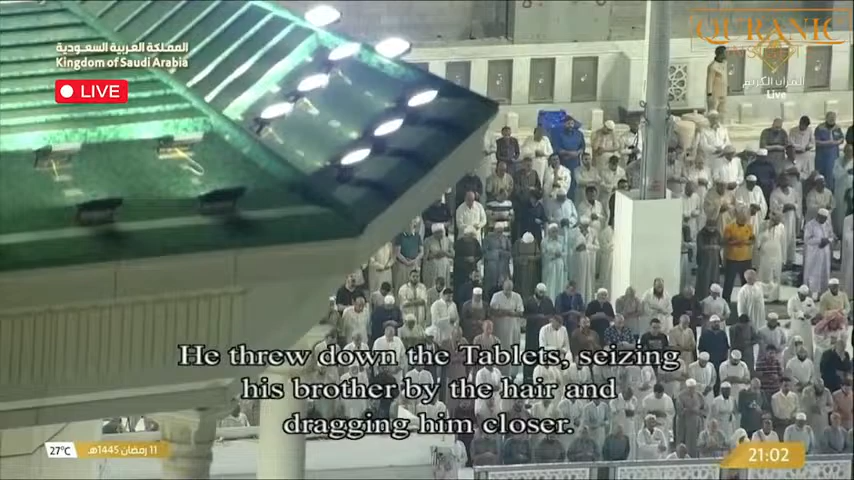 المملكة العربية السعودية
Kingdom of Saudi Arabia
LIVE
QURANIC
القرآن الكريم
Live
He threw down the Tablets, seizing
his brother by the hair and
dragging him closer.
27°C
11 رمضان 1445هـ
21:02